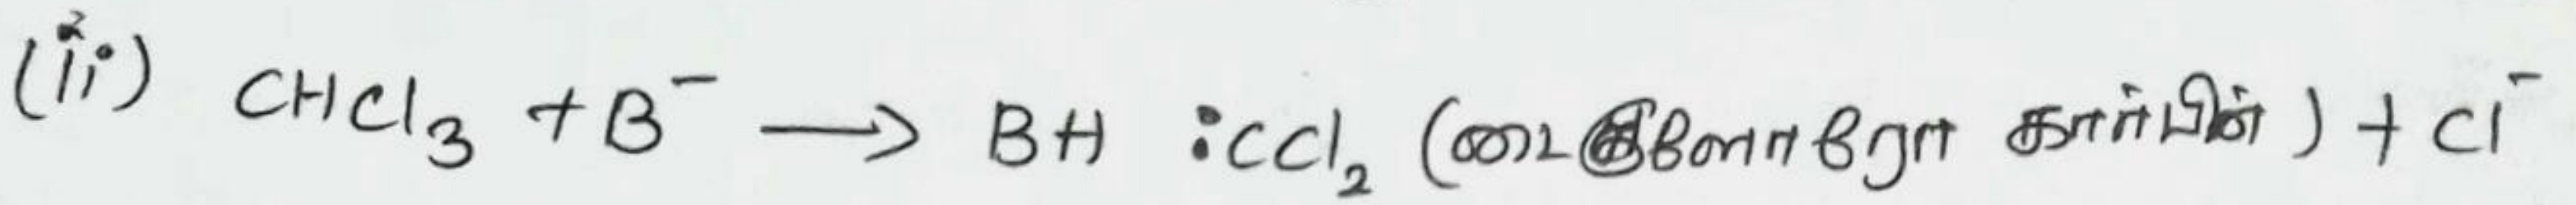 (ii) CHCl₃ + B⁻ ⟶ BH :CCl₂ (டைகுளோரோ கார்பின்) + Cl⁻